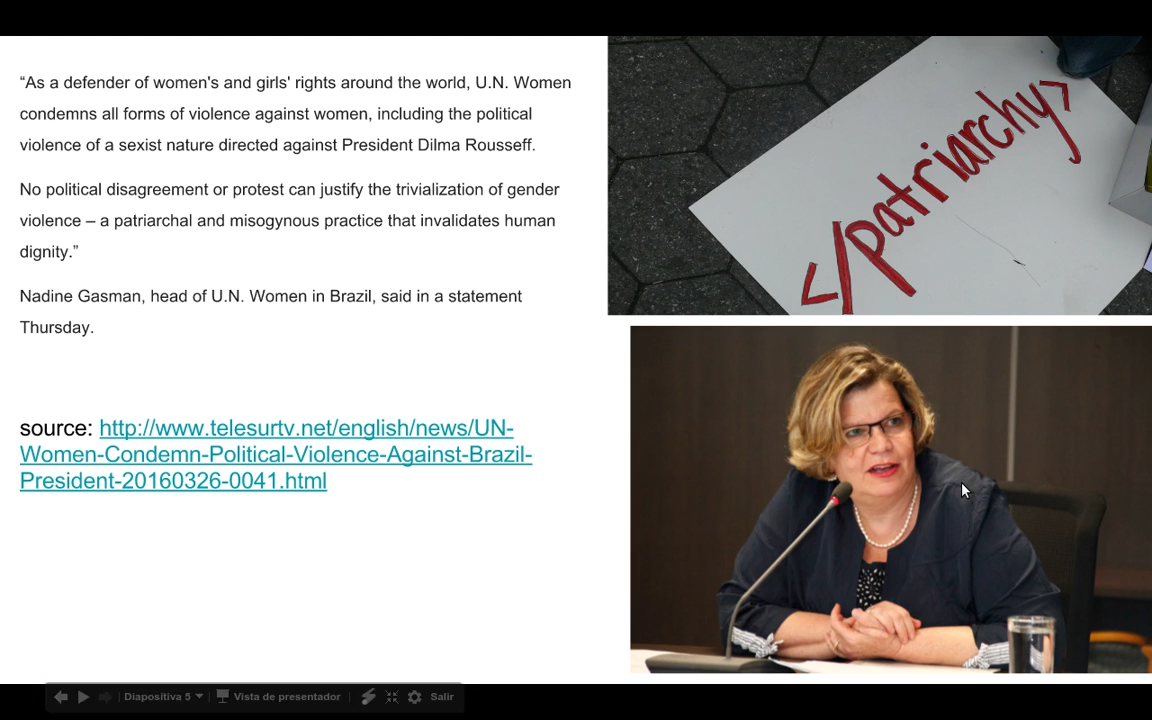 “As a defender of women's and girls' rights around the world, U.N. Women
condemns all forms of violence against women, including the political
violence of a sexist nature directed against President Dilma Rousseff.
No political disagreement or protest can justify the trivialization of gender
violence – a patriarchal and misogynous practice that invalidates human
dignity.”
Nadine Gasman, head of U.N. Women in Brazil, said in a statement
Thursday.
source: http://www.telesurtv.net/english/news/UN-
Women-Condemn-Political-Violence-Against-Brazil-
President-20160326-0041.html
</patriarchy>
Diapositiva 5
Vista de presentador
Salir